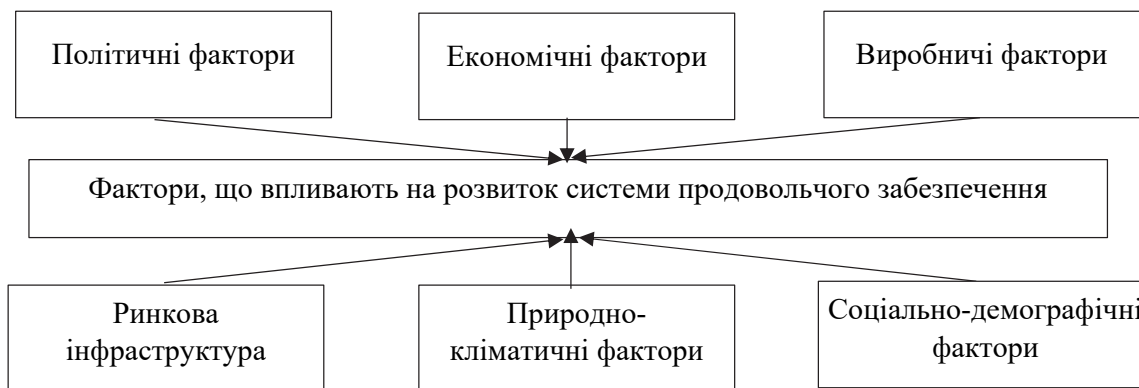 Політичні фактори
Економічні фактори
Виробничі фактори
Фактори, що впливають на розвиток системи продовольчого забезпечення
Ринкова
інфраструктура
Природно-
кліматичні фактори
Соціально-демографічні
фактори